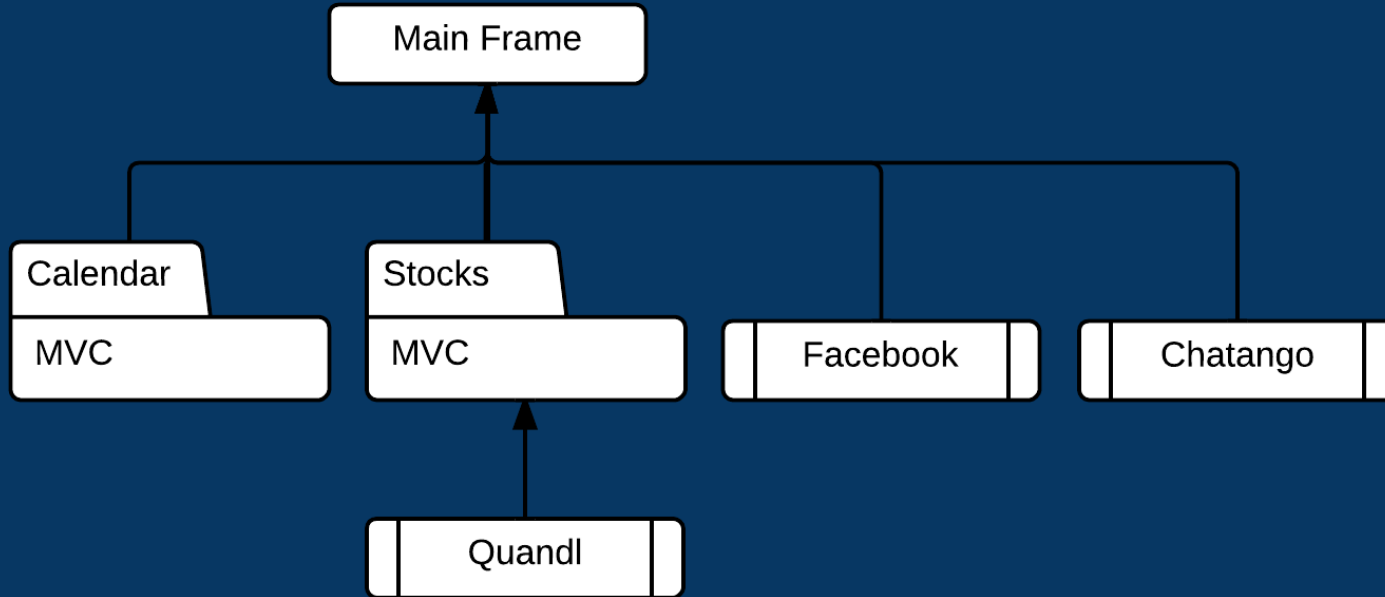 Main Frame
Calendar
MVC
Stocks
MVC
Facebook
Chatango
Quandl